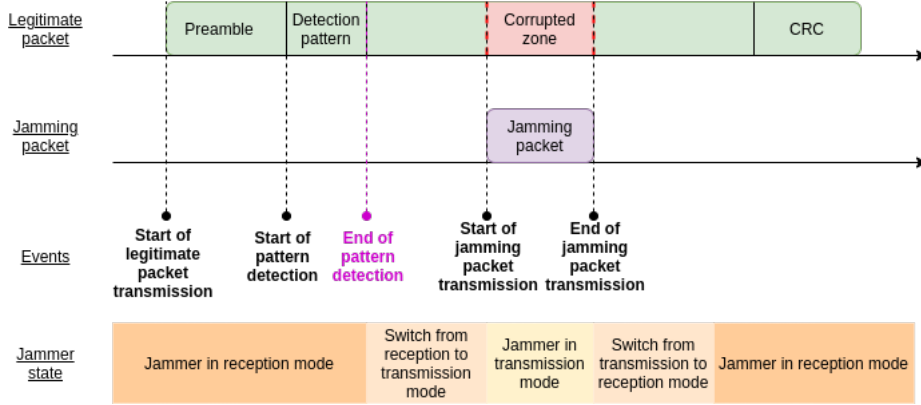 Legitimate
packet
Preamble
Detection
pattern
Corrupted
zone
CRC
Jamming
packet
Jamming
packet
Events
Start of
legitimate
packet
transmission
Start of
pattern
detection
End of
pattern
detection
Start of
jamming
packet
transmission
End of
jamming
packet
transmission
Jammer
state
Jammer in reception mode
Switch from
reception to
transmission
mode
Jammer in
transmission
mode
Switch from
transmission to
reception mode
Jammer in reception mode